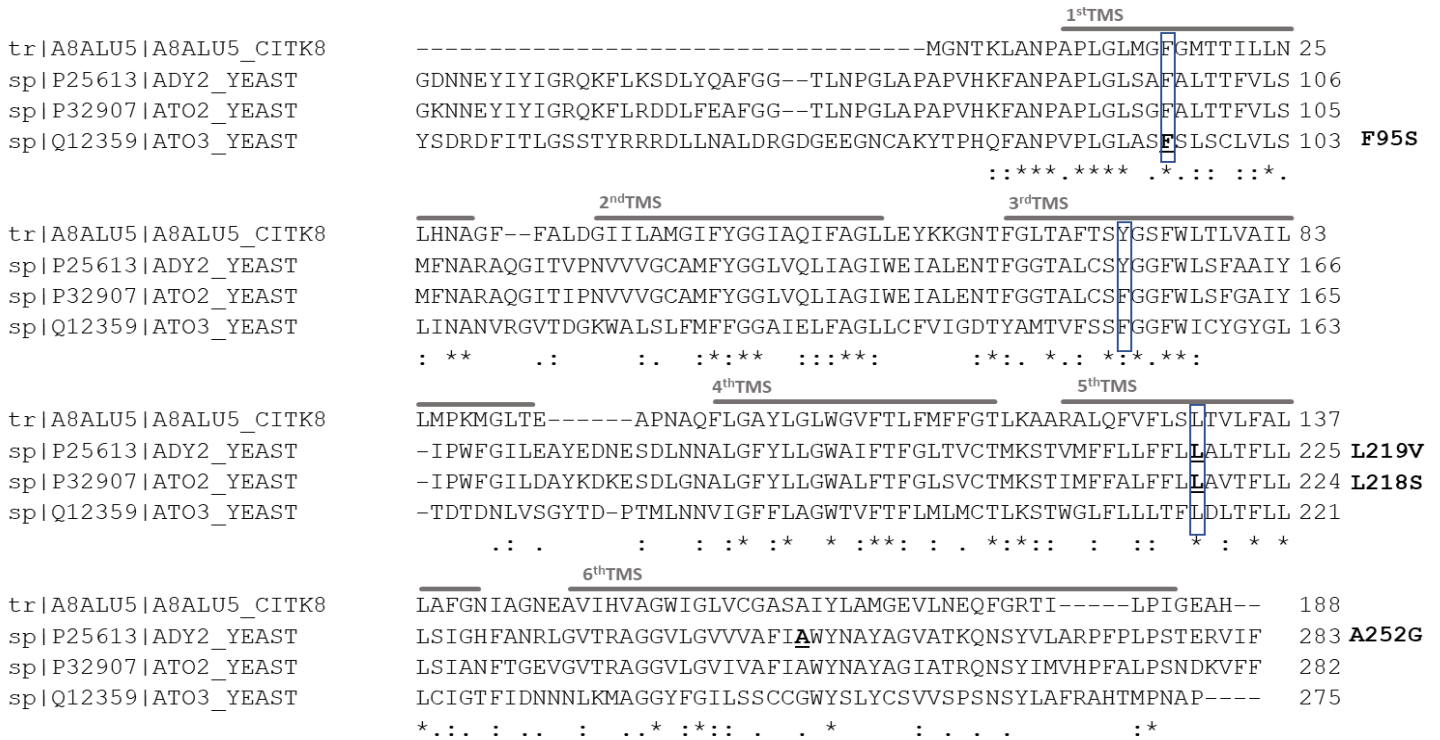 1stTMS
tr|A8ALU5|A8ALU5_CITK8 -----------------------------------MGNTKLANPAPLGLMGFGMTTILLN 25
sp|P25613|ADY2_YEAST GDNNEYIYIGRQKFLKSDLYQAFGG--TLNPGLAPAPVHKFANPAPLGLSAFALTTFVLS 106
sp|P32907|ATO2_YEAST GKNNEYIYIGRQKFLRDDLFEAFGG--TLNPGLAPAPVHKFANPAPLGLSGFALTTFVLS 105
sp|Q12359|ATO3_YEAST YSDRDFITLGSSTYRRRDLLNALDRGDGEEGNCAKYTPHQFANPVPLGLASFSLSCLVLS 103 F95S
::***.**** .*.:: ::*.
2ndTMS 3rdTMS
tr|A8ALU5|A8ALU5_CITK8 LHNAGF--FALDGIILAMGIFYGGIAQIFAGLLEYKKGNTFGLTAFTSYGSFWLTLVAIL 83
sp|P25613|ADY2_YEAST MFNARAQGITVPNVVVGCAMFYGGLVQLIAGIWEIALENTFGGTALCSYGGFWLSFAAIY 166
sp|P32907|ATO2_YEAST MFNARAQGITIPNVVVGCAMFYGGLVQLIAGIWEIALENTFGGTALCSFGGFWLSFGAIY 165
sp|Q12359|ATO3_YEAST LINANVRGVTDGKWALSLFMFFGGAIELFAGLLCFVIGDTYAMTVFSSFGGFWICYGYGL 163
: ** .: :. :*:** :::**: :*:. *.: *:*.**:
4thTMS 5thTMS
tr|A8ALU5|A8ALU5_CITK8 LMPKMGLTE------APNAQFLGAYLGLWGVFTLFMFFGTLKAARALQFVFLSLTVLFAL 137
sp|P25613|ADY2_YEAST -IPWFGILEAYEDNESDLNNALGFYLLGWAIFTFGLTVCTMKSTVMFFLLFFLLALTFLL 225 L219V
sp|P32907|ATO2_YEAST -IPWFGILDAYKDKESDLGNALGFYLLGWALFTFGLSVCTMKSTIMFFALFFLLAVTFLL 224 L218S
sp|Q12359|ATO3_YEAST -TDTDNLVSGYTD-PTMLNNVIGFFLAGWTVFTFLMLMCTLKSTWGLFLLLTFLDLTFLL 221
.: . : : :* :* * :**: : . *:*:: : :: * : * *
6thTMS
tr|A8ALU5|A8ALU5_CITK8 LAFGNIAGNEAVIHVAGWIGLVCGASAIYLAMGEVLNEQFGRTI-----LPIGEAH-- 188
sp|P25613|ADY2_YEAST LSIGHFANRLGVTRAGGVLGVVVAFIAWYNAYAGVATKQNSYVLARPFPLPSTERVIF 283 A252G
sp|P32907|ATO2_YEAST LSIANFTGEVGVTRAGGVLGVIVAFIAWYNAYAGIATRQNSYIMVHPFALPSNDKVFF 282
sp|Q12359|ATO3_YEAST LCIGTFIDNNNLKMAGGYFGILSSCCGWYSLYCSVVSPSNSYLAFRAHTMPNAP---- 275
*.:. : .. : ..* :*:: . . * : . . . :*